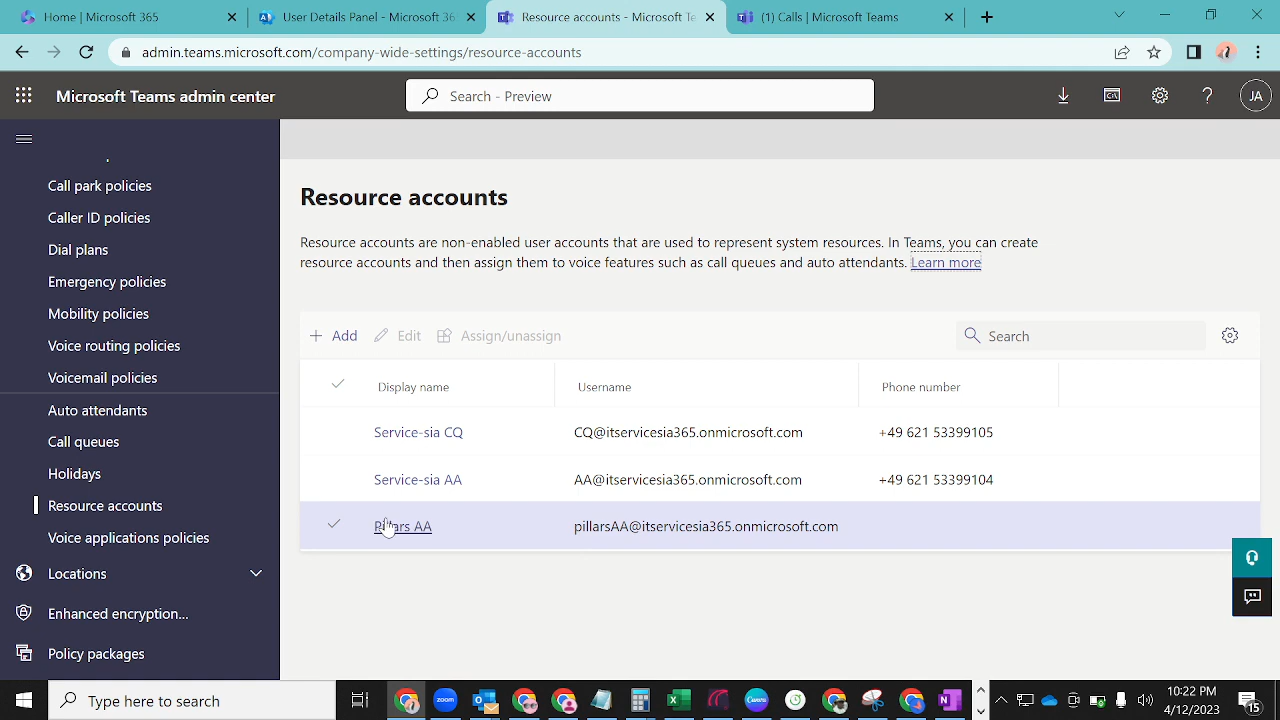 Home | Microsoft 365
User Details Panel - Microsoft 36
Resource accounts - Microsoft Te
(1) Calls | Microsoft Teams
admin.teams.microsoft.com/company-wide-settings/resource-accounts
Microsoft Teams admin center
Search - Preview
JA
Call park policies
Caller ID policies
Dial plans
Emergency policies
Mobility policies
Voice routing policies
Voicemail policies
Auto attendants
Call queues
Holidays
Resource accounts
Voice applications policies
Locations
Enhanced encryption...
Policy packages
Resource accounts
Resource accounts are non-enabled user accounts that are used to represent system resources. In Teams, you can create
resource accounts and then assign them to voice features such as call queues and auto attendants. Learn more
+ Add Edit Assign/unassign Search
Display name Username Phone number
Service-sia CQ CQ@itservicesia365.onmicrosoft.com +49 621 53399105
Service-sia AA AA@itservicesia365.onmicrosoft.com +49 621 53399104
Pillars AA pillarsAA@itservicesia365.onmicrosoft.com
Type here to search
zoom
Canva
10:22 PM
4/12/2023
15